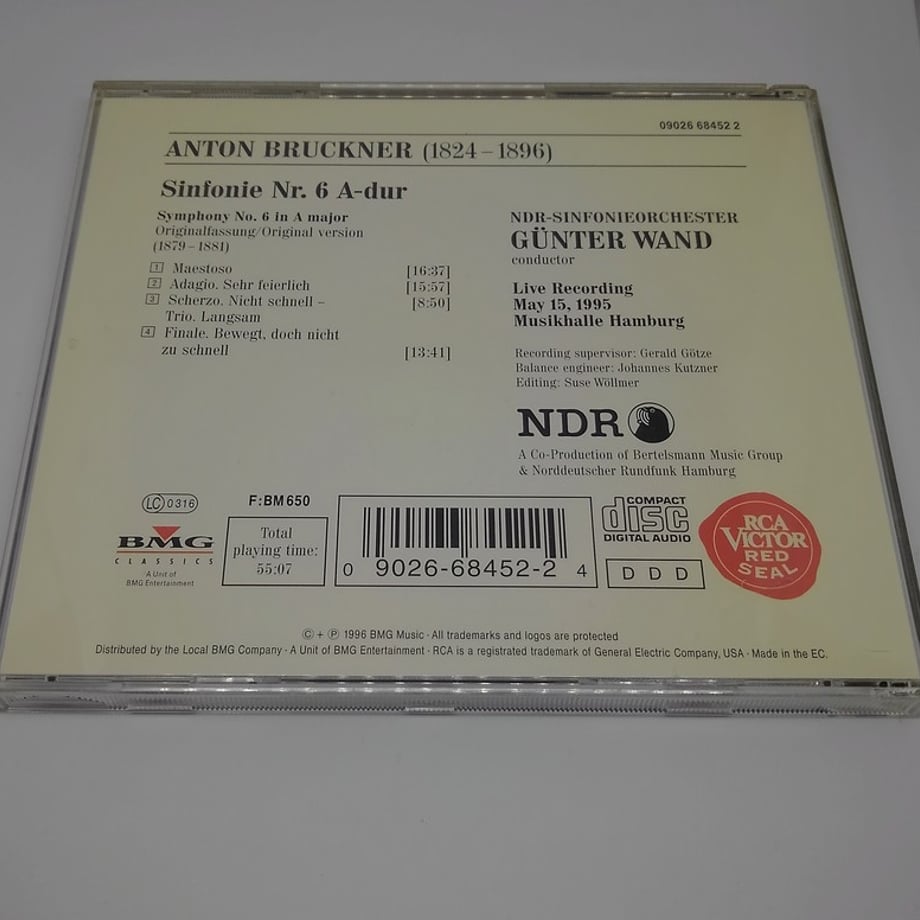 09026 68452 2
ANTON BRUCKNER (1824–1896)
Sinfonie Nr. 6 A-dur
Symphony No. 6 in A major
Originalfassung/Original version
(1879–1881)
1 Maestoso [16:37]
2 Adagio. Sehr feierlich [15:57]
3 Scherzo. Nicht schnell – [8:50]
Trio. Langsam
4 Finale. Bewegt, doch nicht
zu schnell [13:41]
NDR-SINFONIEORCHESTER
GÜNTER WAND
conductor
Live Recording
May 15, 1995
Musikhalle Hamburg
Recording supervisor: Gerald Götze
Balance engineer: Johannes Kutzner
Editing: Suse Wöllmer
NDR
A Co-Production of Bertelsmann Music Group
& Norddeutscher Rundfunk Hamburg
LC 0316
BMG
CLASSICS
A Unit of
BMG Entertainment
F:BM 650
Total
playing time:
55:07
0 9026-68452-2 4
COMPACT
disc
DIGITAL AUDIO
D D D
RCA
VICTOR
RED
SEAL
© + ℗ 1996 BMG Music · All trademarks and logos are protected
Distributed by the Local BMG Company · A Unit of BMG Entertainment · RCA is a registered trademark of General Electric Company, USA · Made in the EC.